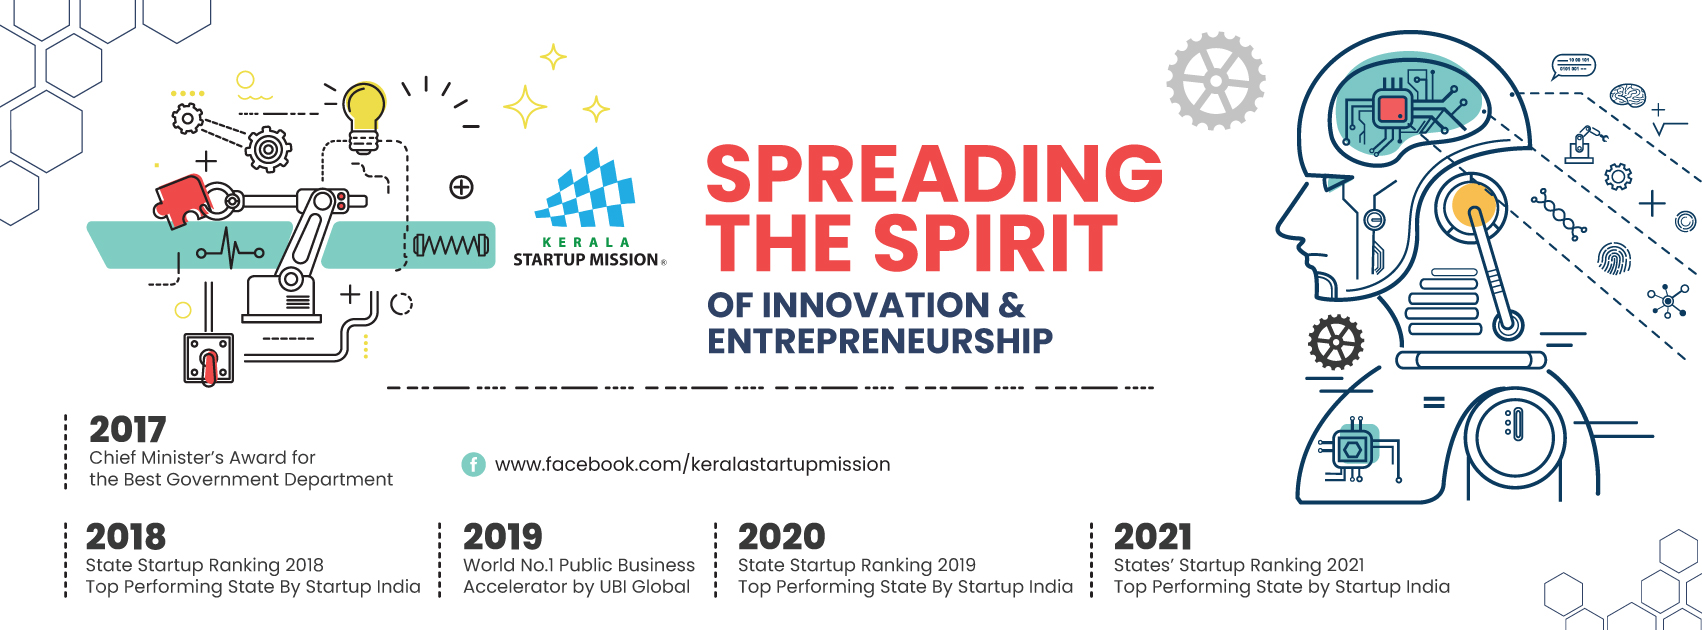 KERALA
STARTUP MISSION®
SPREADING
THE SPIRIT
OF INNOVATION &
ENTREPRENEURSHIP
2017
Chief Minister's Award for
the Best Government Department
www.facebook.com/keralastartupmission
2018
State Startup Ranking 2018
Top Performing State By Startup India
2019
World No.1 Public Business
Accelerator by UBI Global
2020
State Startup Ranking 2019
Top Performing State By Startup India
2021
States' Startup Ranking 2021
Top Performing State by Startup India